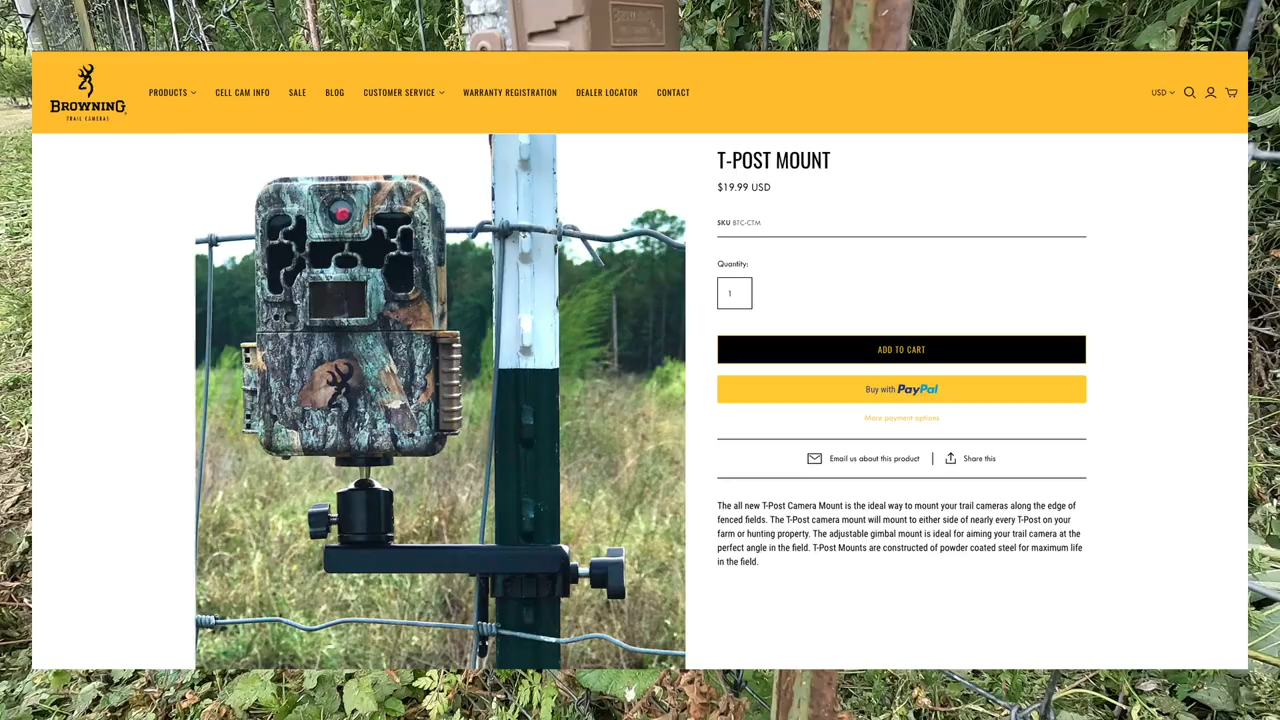 BROWNING
TRAIL CAMERAS
PRODUCTS
CELL CAM INFO
SALE
BLOG
CUSTOMER SERVICE
WARRANTY REGISTRATION
DEALER LOCATOR
CONTACT
USD
T-POST MOUNT
$19.99 USD
SKU BTC-CTM
Quantity:
1
ADD TO CART
Buy with PayPal
More payment options
Email us about this product
Share this
The all new T-Post Camera Mount is the ideal way to mount your trail cameras along the edge of
fenced fields. The T-Post camera mount will mount to either side of nearly every T-Post on your
farm or hunting property. The adjustable gimbal mount is ideal for aiming your trail camera at the
perfect angle in the field. T-Post Mounts are constructed of powder coated steel for maximum life
in the field.